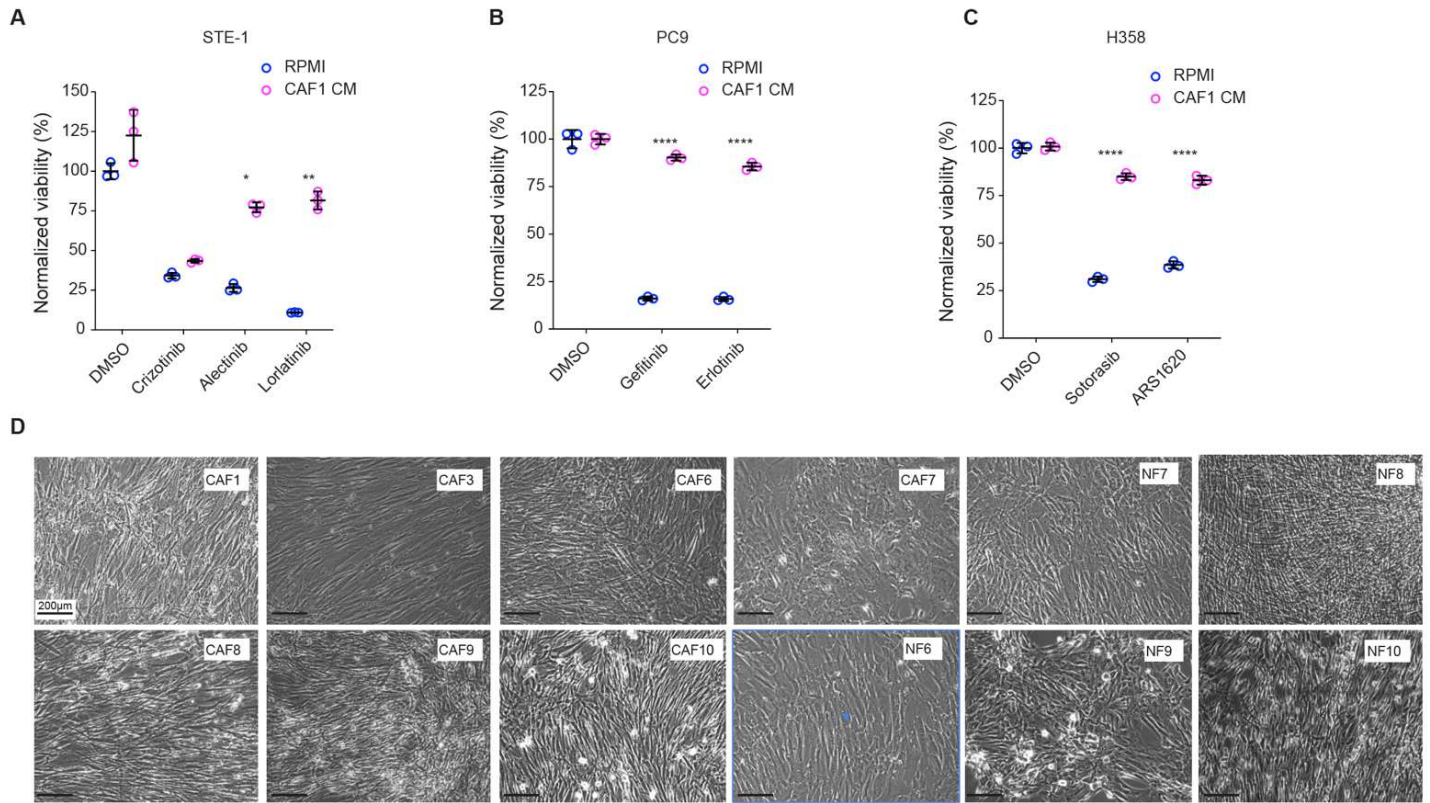 A
STE-1
RPMI
CAF1 CM
Normalized viability (%)
150
125
100
75
50
25
0
*
**
DMSO
Crizotinib
Alectinib
Lorlatinib
B
PC9
RPMI
CAF1 CM
Normalized viability (%)
125
100
75
50
25
0
****
****
DMSO
Gefitinib
Erlotinib
C
H358
RPMI
CAF1 CM
Normalized viability (%)
125
100
75
50
25
0
****
****
DMSO
Sotorasib
ARS1620
D
CAF1
200µm
CAF3
CAF6
CAF7
NF7
NF8
CAF8
CAF9
CAF10
NF6
NF9
NF10